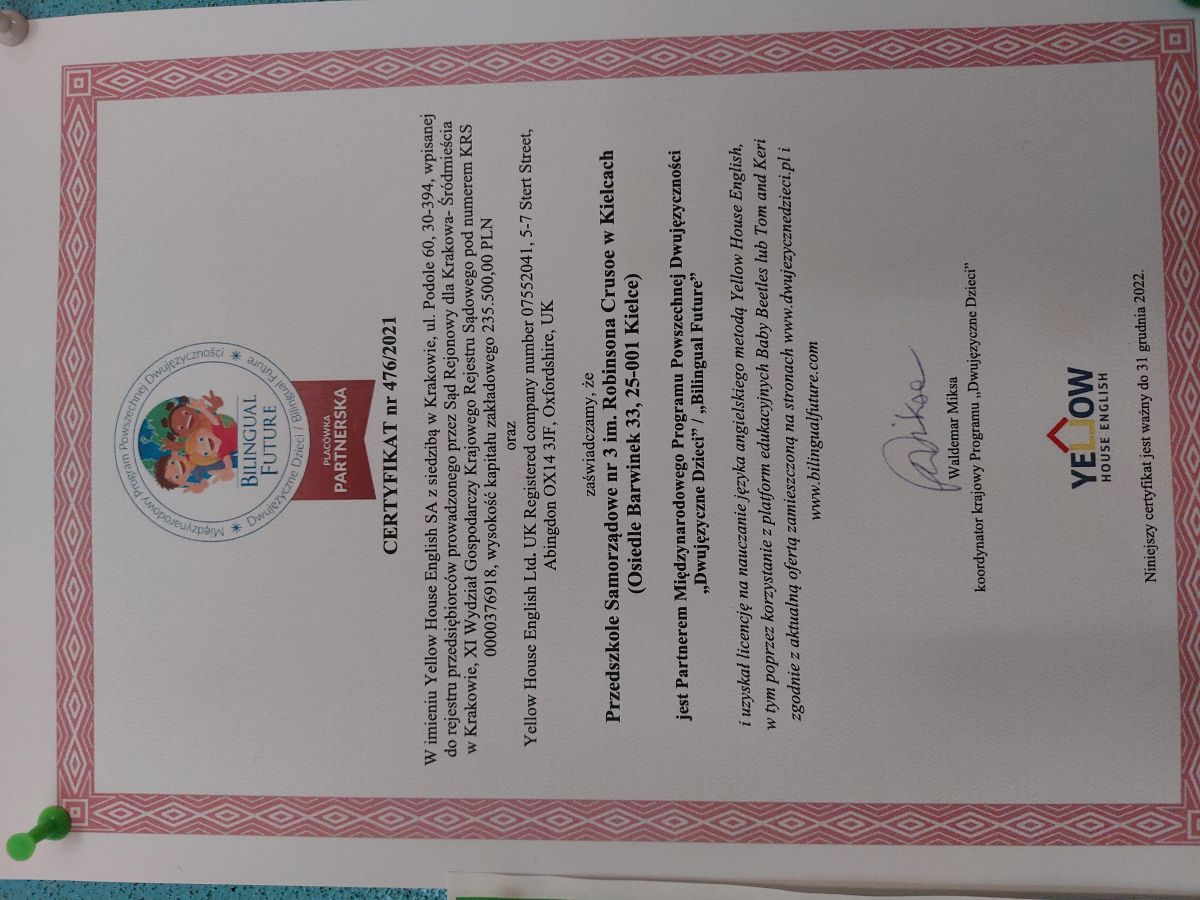 Międzynarodowy Program Powszechnej Dwujęzyczności
Dwujęzyczne Dzieci / Bilingual Future
BILINGUAL
FUTURE
PLACÓWKA
PARTNERSKA
CERTYFIKAT nr 476/2021
W imieniu Yellow House English SA z siedzibą w Krakowie, ul. Podole 60, 30-394, wpisanej
do rejestru przedsiębiorców prowadzonego przez Sąd Rejonowy dla Krakowa- Śródmieścia
w Krakowie, XI Wydział Gospodarczy Krajowego Rejestru Sądowego pod numerem KRS
0000376918, wysokość kapitału zakładowego 235.500,00 PLN
oraz
Yellow House English Ltd. UK Registered company number 07552041, 5-7 Stert Street,
Abingdon OX14 3JF, Oxfordshire, UK
zaświadczamy, że
Przedszkole Samorządowe nr 3 im. Robinsona Crusoe w Kielcach
(Osiedle Barwinek 33, 25-001 Kielce)
jest Partnerem Międzynarodowego Programu Powszechnej Dwujęzyczności
„Dwujęzyczne Dzieci” / „Bilingual Future”
i uzyskał licencję na nauczanie języka angielskiego metodą Yellow House English,
w tym poprzez korzystanie z platform edukacyjnych Baby Beetles lub Tom and Keri
zgodnie z aktualną ofertą zamieszczoną na stronach www.dwujezycznedzieci.pl i
www.bilingualfuture.com
Waldemar Miksa
koordynator krajowy Programu „Dwujęzyczne Dzieci”
YELLOW
HOUSE ENGLISH
Niniejszy certyfikat jest ważny do 31 grudnia 2022.